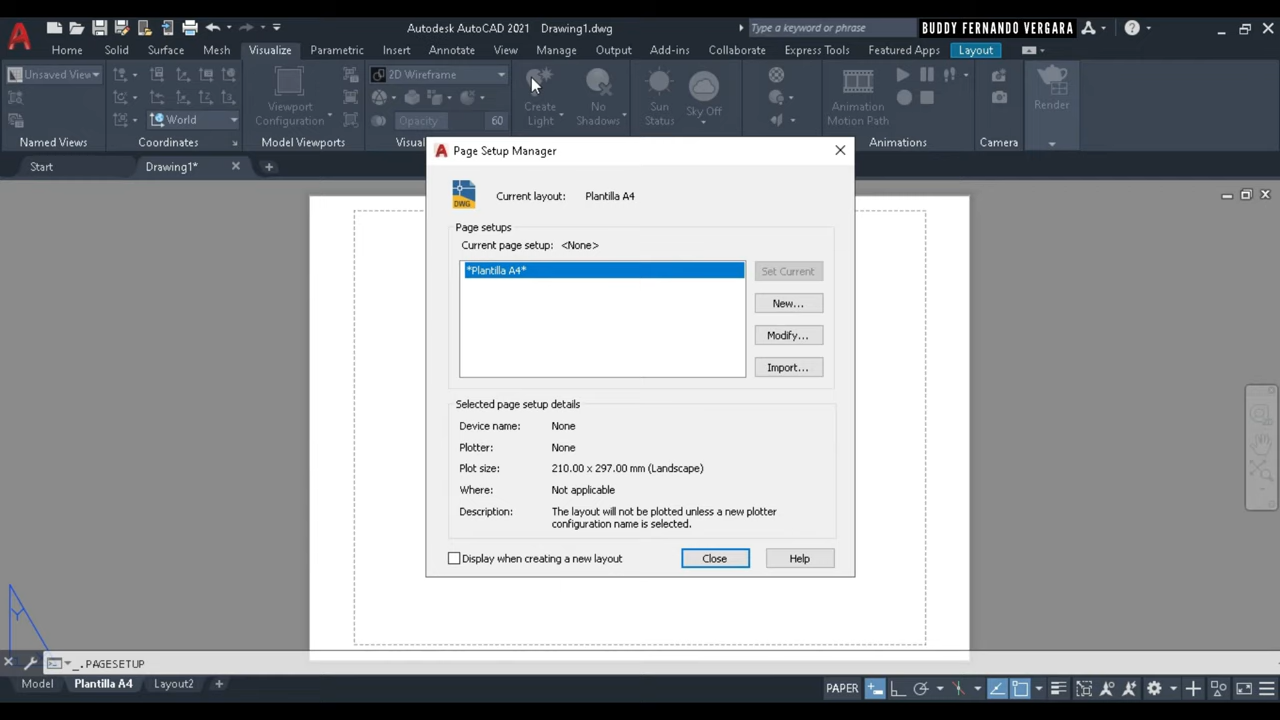 Autodesk AutoCAD 2021 Drawing1.dwg
Type a keyword or phrase
BUDDY FERNANDO VERGARA
Home Solid Surface Mesh Visualize Parametric Insert Annotate View Manage Output Add-ins Collaborate Express Tools Featured Apps Layout
Unsaved View
World
Viewport
Configuration
2D Wireframe
Opacity 60
Create
Light
No
Shadows
Sun
Status
Sky Off
Animation
Motion Path
Render
Named Views Coordinates Model Viewports Visual Animations Camera
Start Drawing1*
Page Setup Manager
DWG
Current layout: Plantilla A4
Page setups
Current page setup: <None>
*Plantilla A4*
Set Current
New...
Modify...
Import...
Selected page setup details
Device name: None
Plotter: None
Plot size: 210.00 x 297.00 mm (Landscape)
Where: Not applicable
Description: The layout will not be plotted unless a new plotter
configuration name is selected.
Display when creating a new layout
Close Help
Y
_.PAGESETUP
Model Plantilla A4 Layout2
PAPER